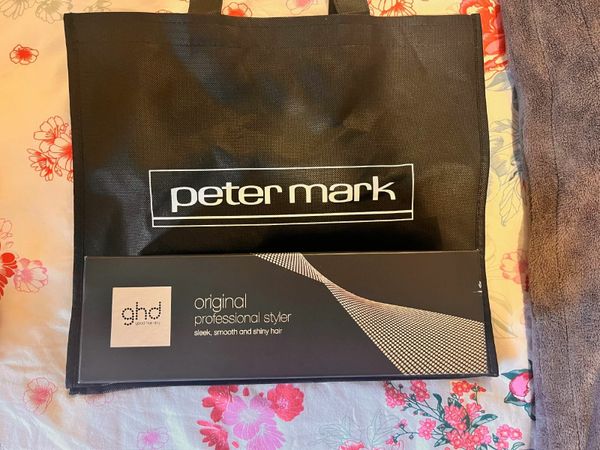 peter mark
ghd
good hair day
original
professional styler
sleek, smooth and shiny hair